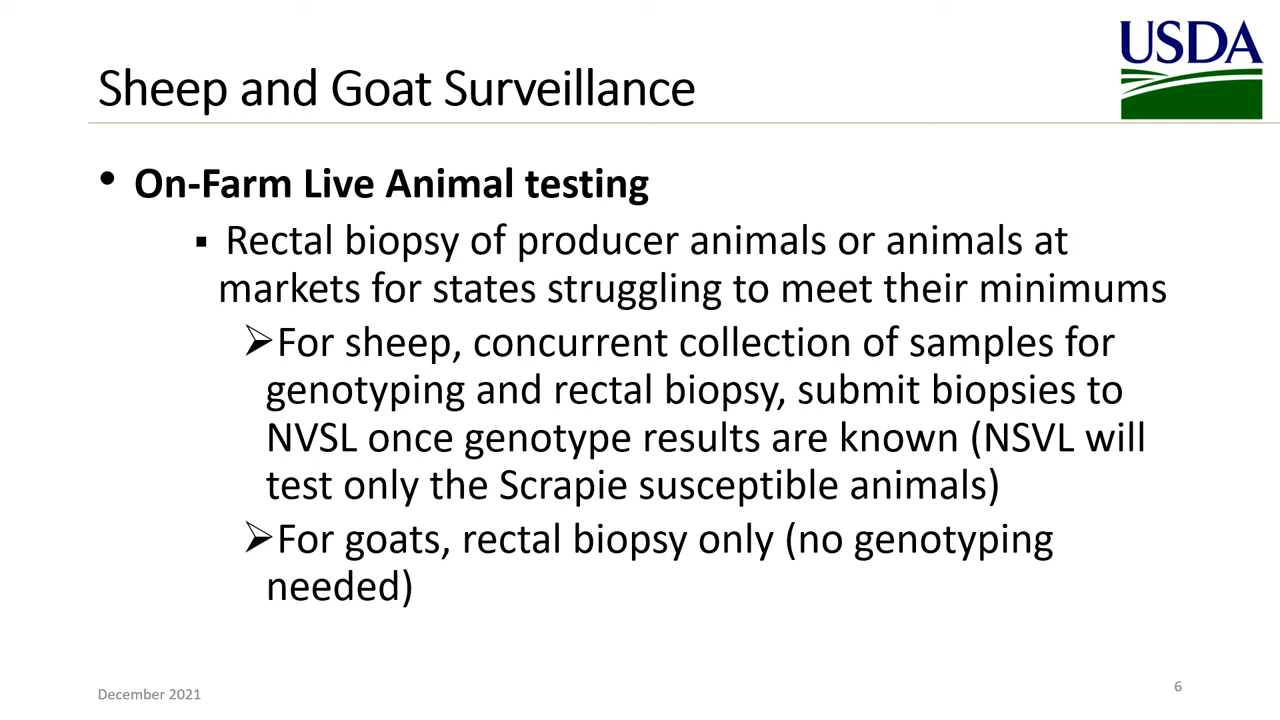 USDA
Sheep and Goat Surveillance
• On-Farm Live Animal testing
▪ Rectal biopsy of producer animals or animals at
markets for states struggling to meet their minimums
➢For sheep, concurrent collection of samples for
genotyping and rectal biopsy, submit biopsies to
NVSL once genotype results are known (NSVL will
test only the Scrapie susceptible animals)
➢For goats, rectal biopsy only (no genotyping
needed)
December 2021
6